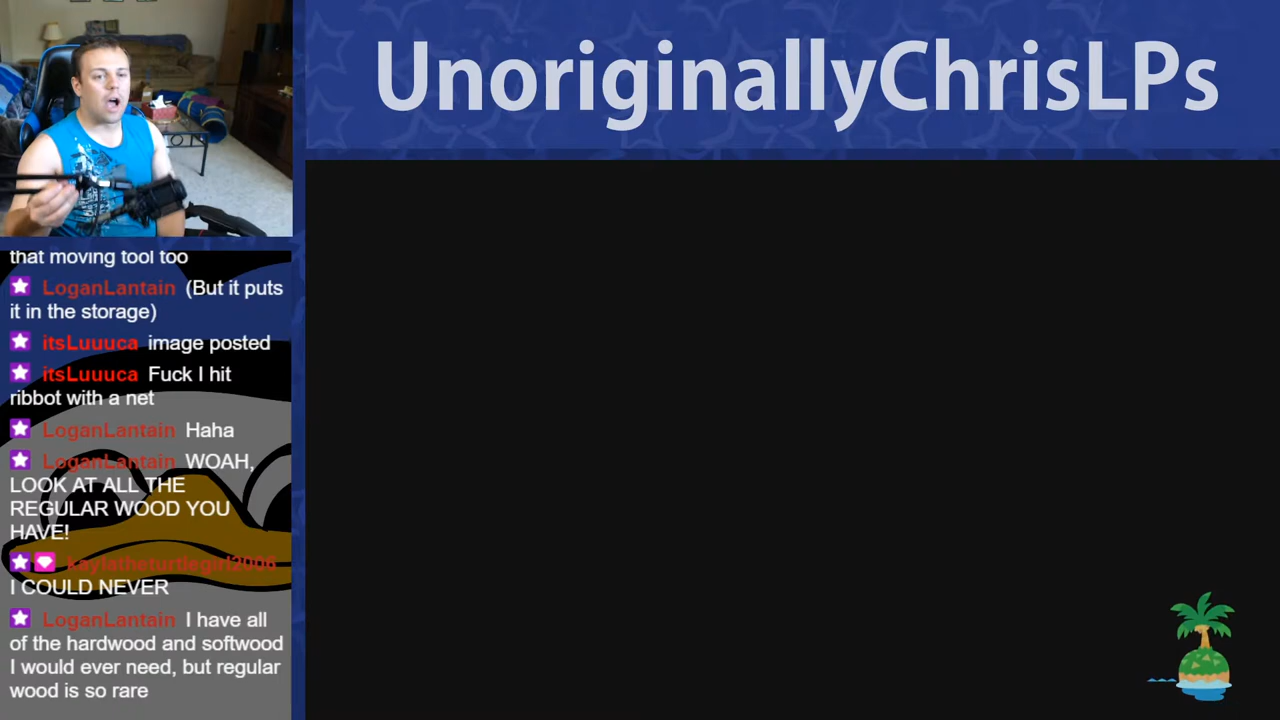 UnoriginallyChrisLPs
that moving tool too
LoganLantain (But it puts
it in the storage)
itsLuuuca image posted
itsLuuuca Fuck I hit
ribbot with a net
LoganLantain Haha
LoganLantain WOAH,
LOOK AT ALL THE
REGULAR WOOD YOU
HAVE!
kaylatheturtlegirl2006
I COULD NEVER
LoganLantain I have all
of the hardwood and softwood
I would ever need, but regular
wood is so rare